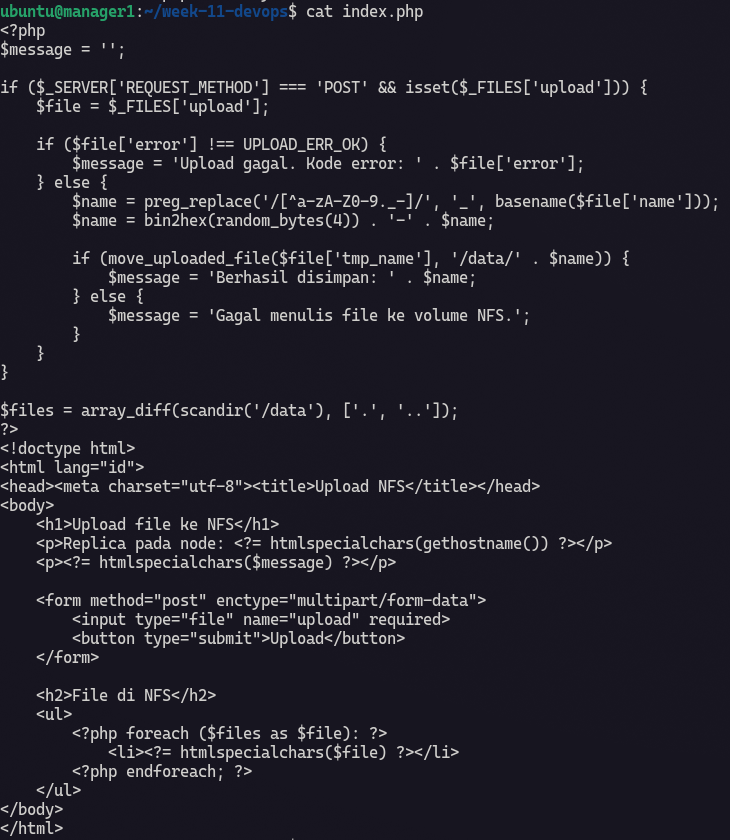 ubuntu@manager1:~/week-11-devops$ cat index.php
<?php
$message = '';

if ($_SERVER['REQUEST_METHOD'] === 'POST' && isset($_FILES['upload'])) {
    $file = $_FILES['upload'];

    if ($file['error'] !== UPLOAD_ERR_OK) {
        $message = 'Upload gagal. Kode error: ' . $file['error'];
    } else {
        $name = preg_replace('/[^a-zA-Z0-9._-]/', '_', basename($file['name']));
        $name = bin2hex(random_bytes(4)) . '-' . $name;

        if (move_uploaded_file($file['tmp_name'], '/data/' . $name)) {
            $message = 'Berhasil disimpan: ' . $name;
        } else {
            $message = 'Gagal menulis file ke volume NFS.';
        }
    }
}

$files = array_diff(scandir('/data'), ['.', '..']);
?>
<!doctype html>
<html lang="id">
<head><meta charset="utf-8"><title>Upload NFS</title></head>
<body>
    <h1>Upload file ke NFS</h1>
    <p>Replica pada node: <?= htmlspecialchars(gethostname()) ?></p>
    <p><?= htmlspecialchars($message) ?></p>

    <form method="post" enctype="multipart/form-data">
        <input type="file" name="upload" required>
        <button type="submit">Upload</button>
    </form>

    <h2>File di NFS</h2>
    <ul>
        <?php foreach ($files as $file): ?>
            <li><?= htmlspecialchars($file) ?></li>
        <?php endforeach; ?>
    </ul>
</body>
</html>